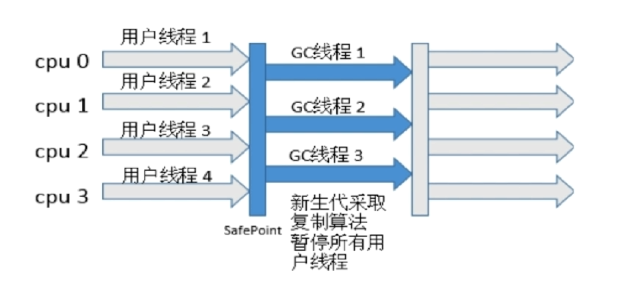 用户线程 1
cpu 0
GC线程 1
用户线程 2
cpu 1
GC线程 2
用户线程 3
cpu 2
GC线程 3
用户线程 4
cpu 3
SafePoint
新生代采取
复制算法
暂停所有用
户线程